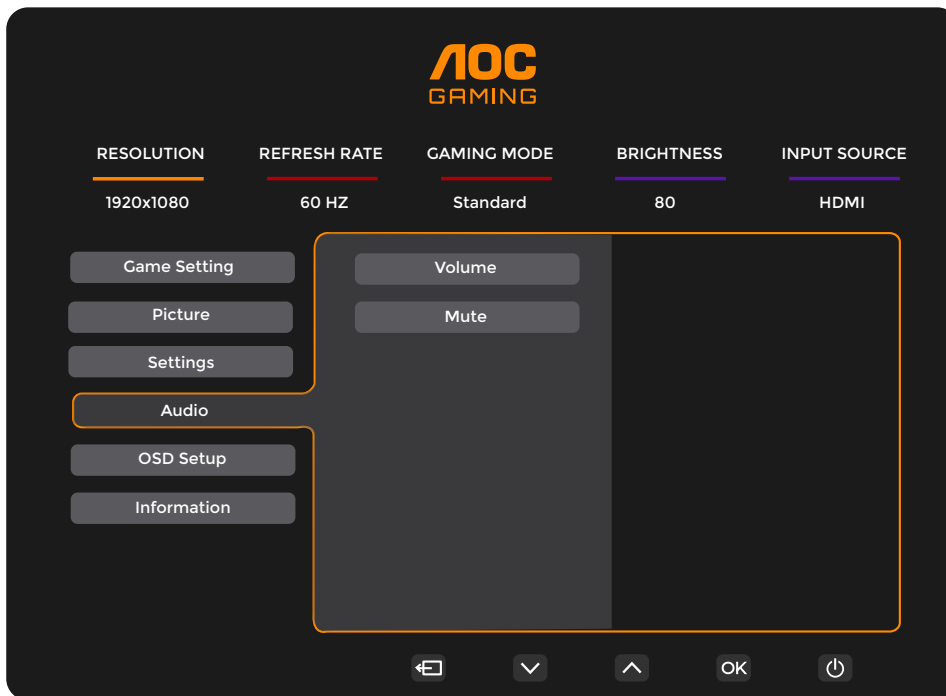 AOC
GAMING
RESOLUTION REFRESH RATE GAMING MODE BRIGHTNESS INPUT SOURCE
1920x1080 60 HZ Standard 80 HDMI
Game Setting
Picture
Settings
Audio
OSD Setup
Information
Volume
Mute
OK